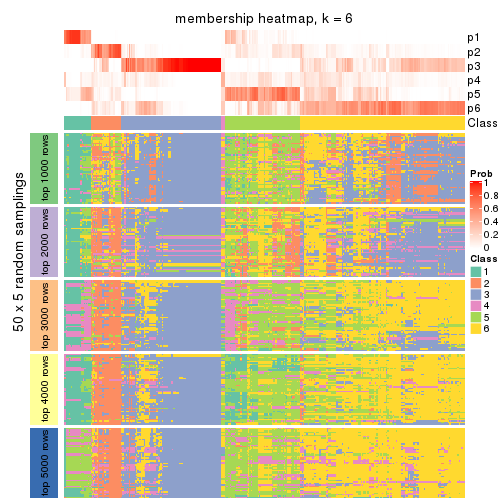 membership heatmap, k = 6
p1
p2
p3
p4
p5
p6
Class
50 x 5 random samplings
top 1000 rows
top 2000 rows
top 3000 rows
top 4000 rows
top 5000 rows
Prob
1
0.8
0.6
0.4
0.2
0
Class
1
2
3
4
5
6